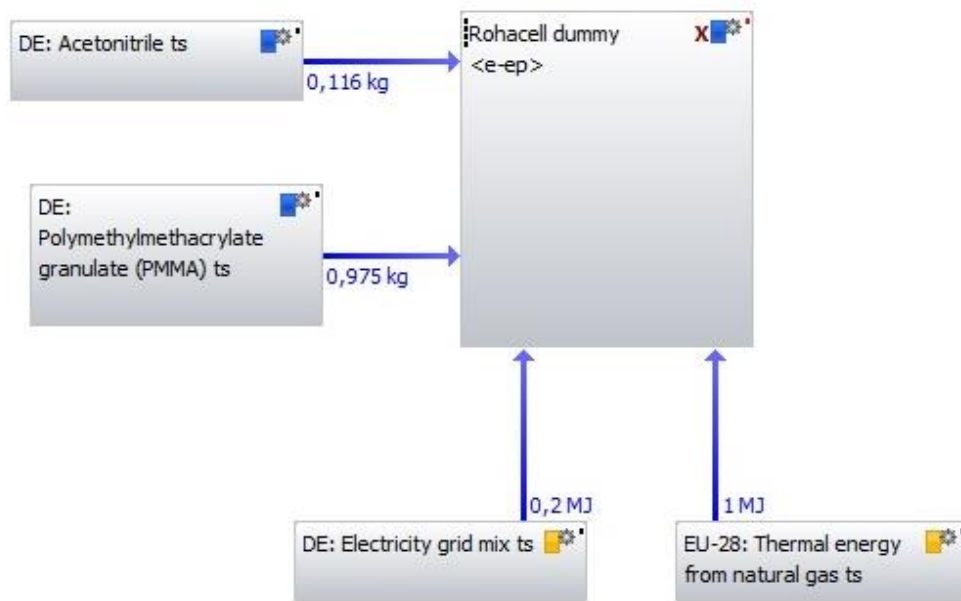 DE: Acetonitrile ts
0,116 kg
Rohacell dummy
<e-ep>
X
DE:
Polymethylmethacrylate
granulate (PMMA) ts
0,975 kg
0,2 MJ
1 MJ
DE: Electricity grid mix ts
EU-28: Thermal energy
from natural gas ts